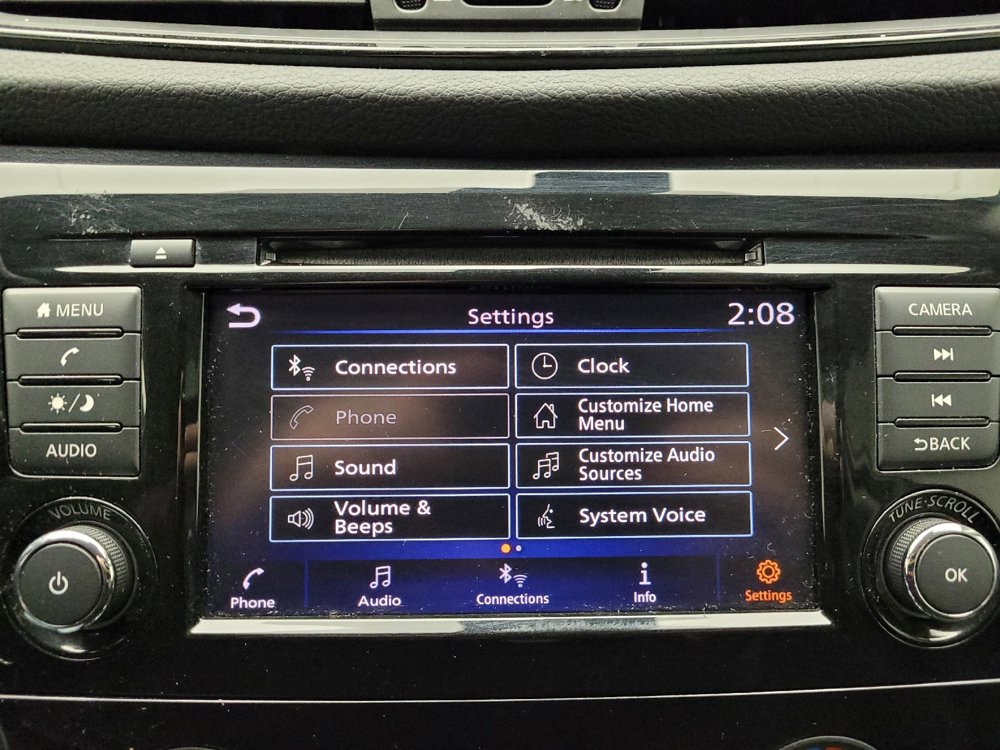 MENU
AUDIO
VOLUME
Settings
2:08
Connections
Clock
Phone
Customize Home
Menu
Sound
Customize Audio
Sources
Volume &
Beeps
System Voice
Phone
Audio
Connections
Info
Settings
CAMERA
BACK
TUNE·SCROLL
OK